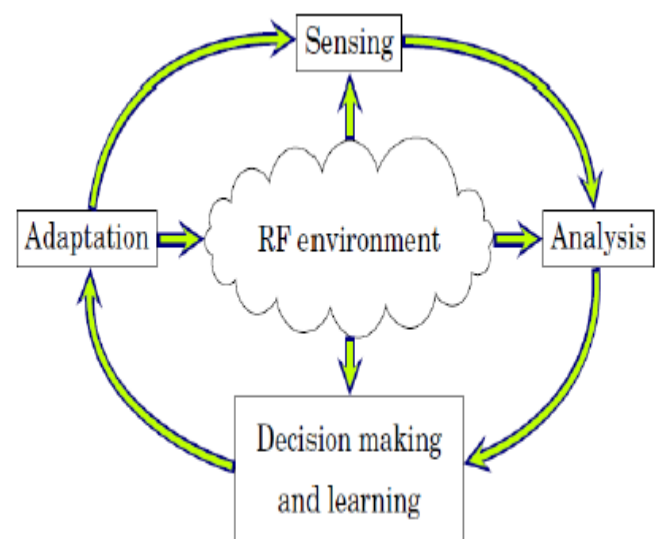 Sensing
Adaptation
RF environment
Analysis
Decision making
and learning